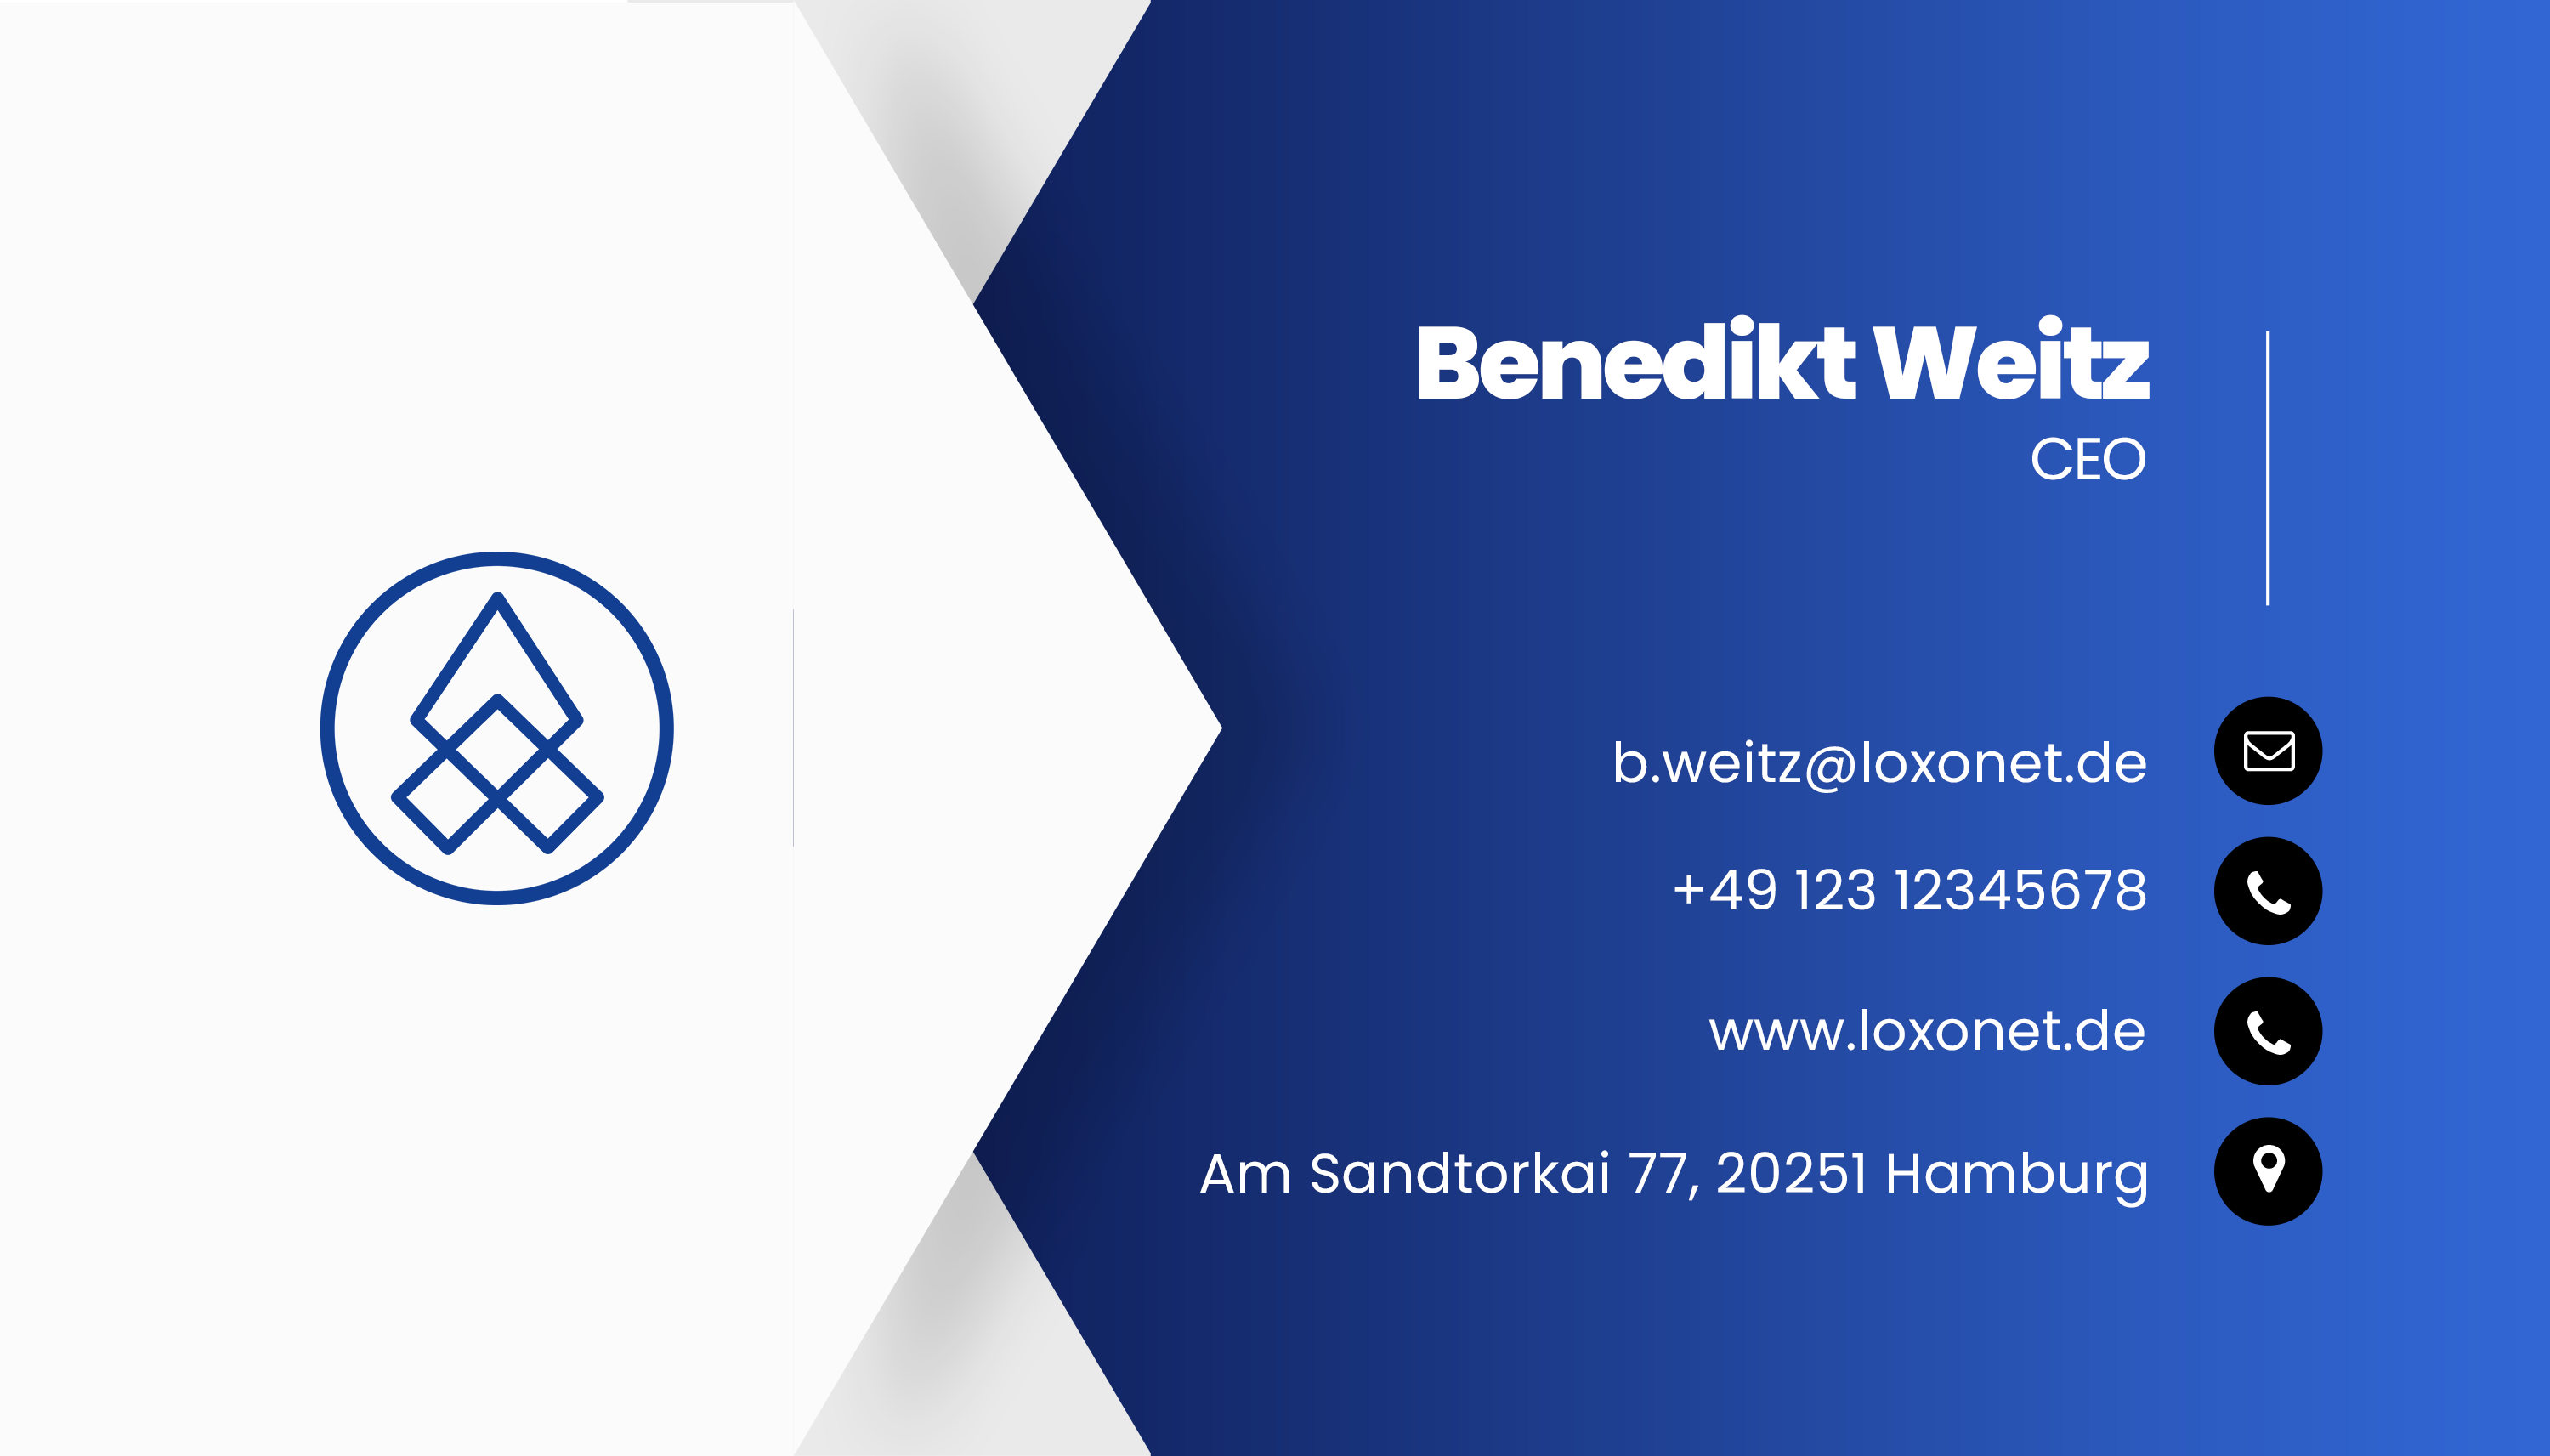 Benedikt Weitz
CEO
b.weitz@loxonet.de
+49 123 12345678
www.loxonet.de
Am Sandtorkai 77, 20251 Hamburg